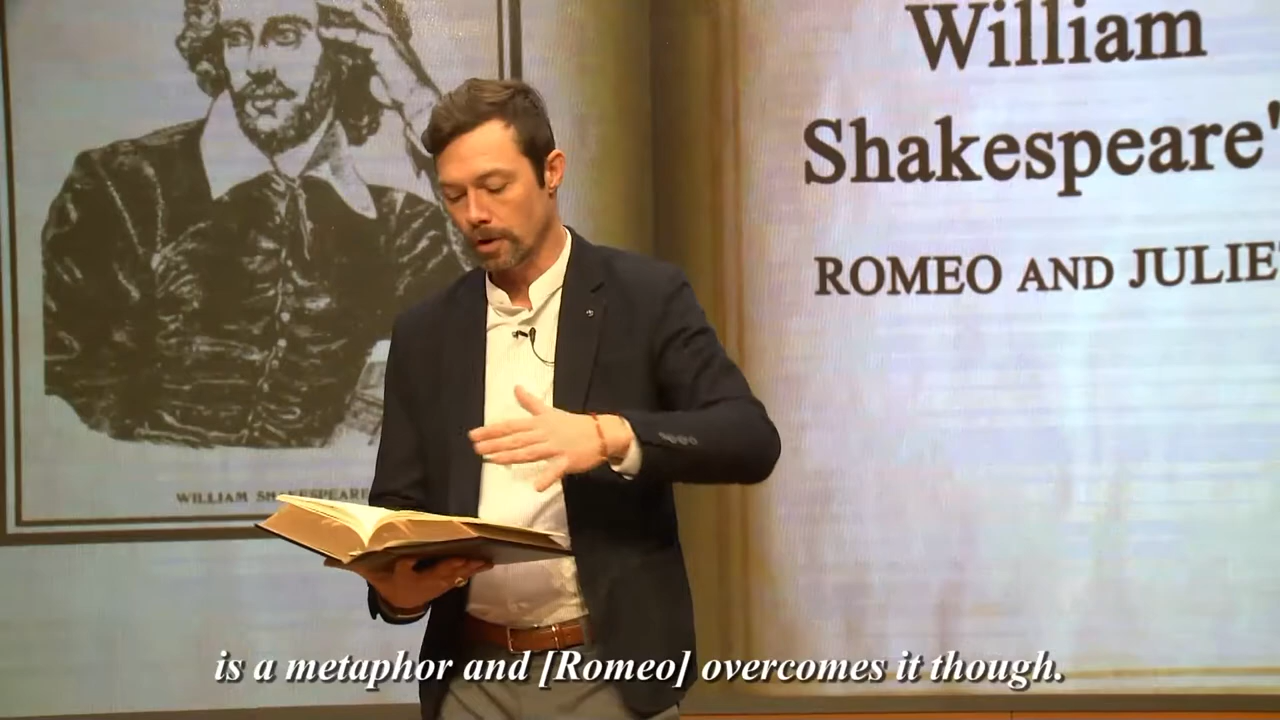 William
Shakespeare'
ROMEO AND JULIE
WILLIAM SHAKESPEARE
is a metaphor and [Romeo] overcomes it though.